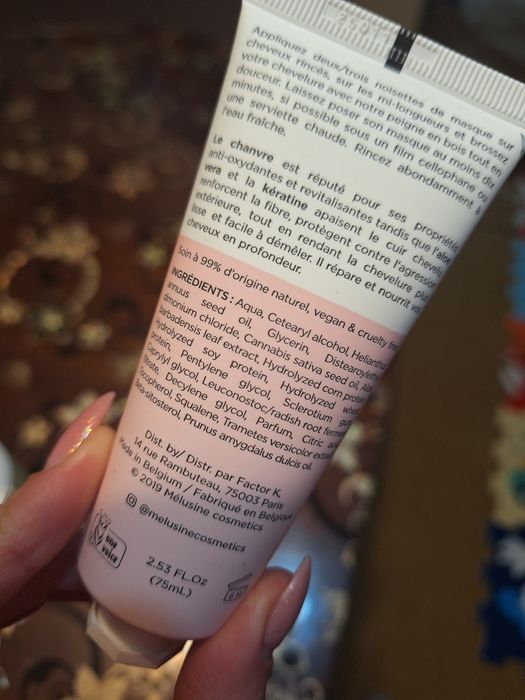 2501
Appliquez deux/trois noisettes de masque sur
cheveux rincés, sur les mi-longueurs et brossez
votre chevelure avec notre peigne en bois tout en
douceur. Laissez poser son masque au moins dix
minutes, si possible sous un film cellophane ou
une serviette chaude. Rincez abondamment à
l'eau fraîche.
Le chanvre est réputé pour ses propriétés
anti-oxydantes et revitalisantes tandis que l'aloe
vera et la kératine apaisent le cuir chevelu,
renforcent la fibre, protègent contre l'agression
extérieure, tout en rendant la chevelure plus
lisse et facile à démêler. Il répare et nourrit vos
cheveux en profondeur.
Soin à 99% d'origine naturel, vegan & cruelty free
INGRÉDIENTS : Aqua, Cetearyl alcohol, Helianthus
annuus seed oil, Glycerin, Distearoylethyl
dimonium chloride, Cannabis sativa seed oil, Aloe
barbadensis leaf extract, Hydrolyzed corn protein,
Hydrolyzed soy protein, Hydrolyzed wheat
protein, Pentylene glycol, Sclerotium gum,
Caprylyl glycol, Leuconostoc/radish root ferment
filtrate, Decylene glycol, Parfum, Citric acid,
Tocopherol, Squalene, Trametes versicolor extract,
Beta-sitosterol, Prunus amygdalus dulcis oil.
Dist. by/ Distr. par Factor K,
14 rue Rambuteau, 75003 Paris
Made in Belgium / Fabriqué en Belgique
© 2019 Mélusine cosmetics
@melusinecosmetics
one
voice
2.53 FL.Oz
(75mL)
6 M